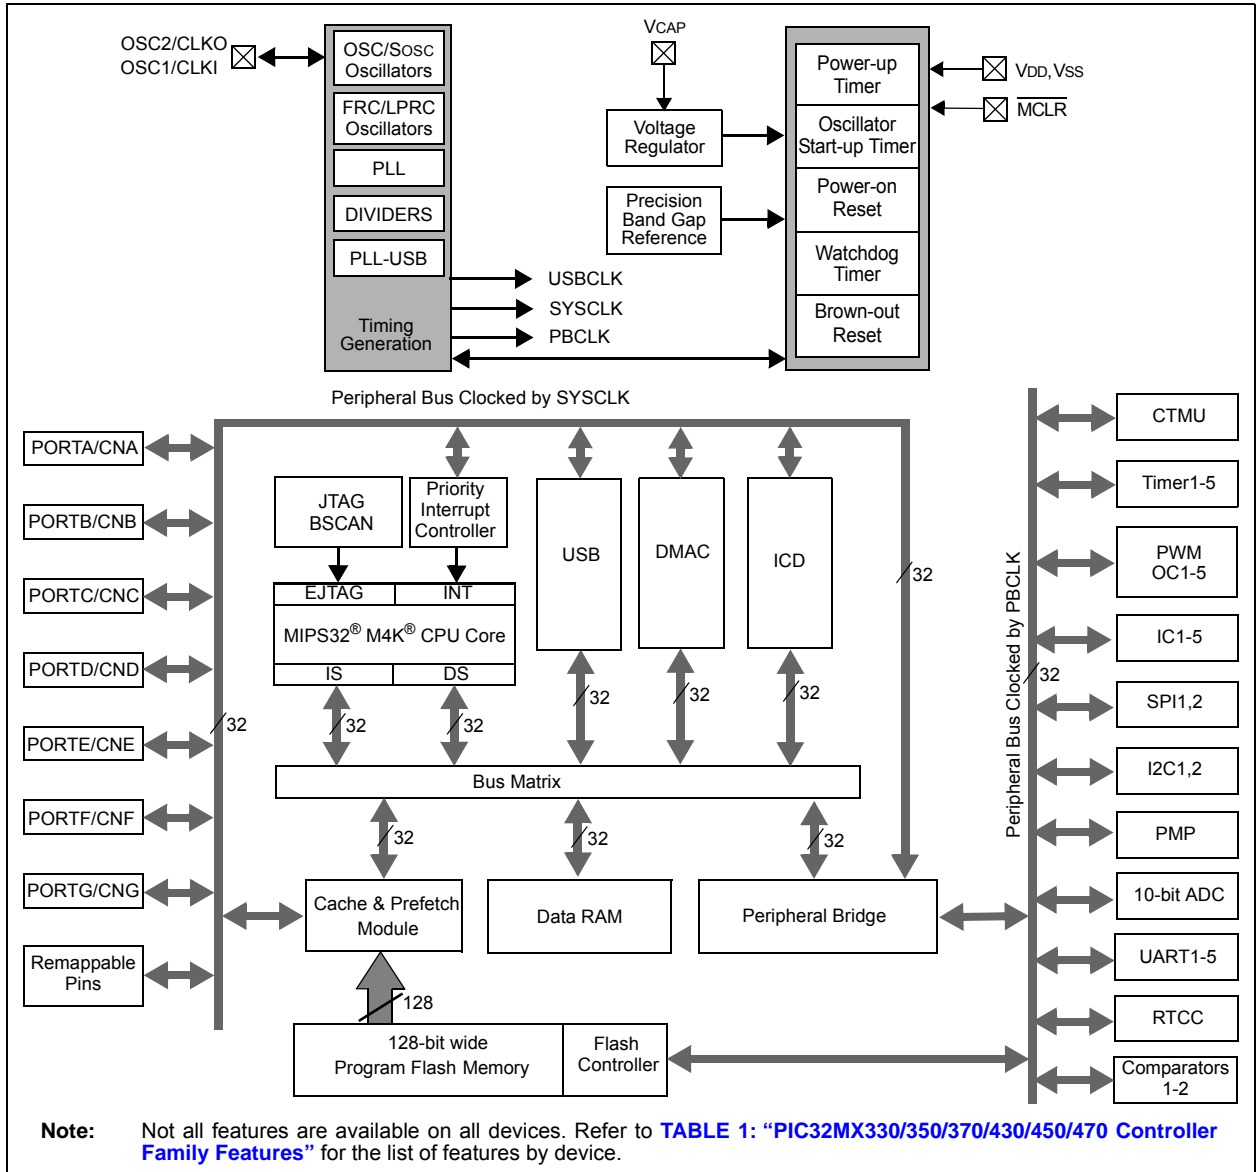 OSC2/CLKO
OSC1/CLKI
OSC/SOSC
Oscillators
FRC/LPRC
Oscillators
PLL
DIVIDERS
PLL-USB
Timing
Generation
USBCLK
SYSCLK
PBCLK
VCAP
Voltage
Regulator
Precision
Band Gap
Reference
Power-up
Timer
Oscillator
Start-up Timer
Power-on
Reset
Watchdog
Timer
Brown-out
Reset
VDD,VSS
MCLR
Peripheral Bus Clocked by SYSCLK
PORTA/CNA
PORTB/CNB
PORTC/CNC
PORTD/CND
PORTE/CNE
PORTF/CNF
PORTG/CNG
Remappable
Pins
32
JTAG
BSCAN
Priority
Interrupt
Controller
EJTAG
INT
MIPS32® M4K® CPU Core
IS
DS
32
32
USB
DMAC
ICD
32
32
32
32
Bus Matrix
32
32
32
Cache & Prefetch
Module
Data RAM
Peripheral Bridge
128
128-bit wide
Program Flash Memory
Flash
Controller
Peripheral Bus Clocked by PBCLK
32
CTMU
Timer1-5
PWM
OC1-5
IC1-5
SPI1,2
I2C1,2
PMP
10-bit ADC
UART1-5
RTCC
Comparators
1-2
Note: Not all features are available on all devices. Refer to TABLE 1: “PIC32MX330/350/370/430/450/470 Controller
Family Features” for the list of features by device.